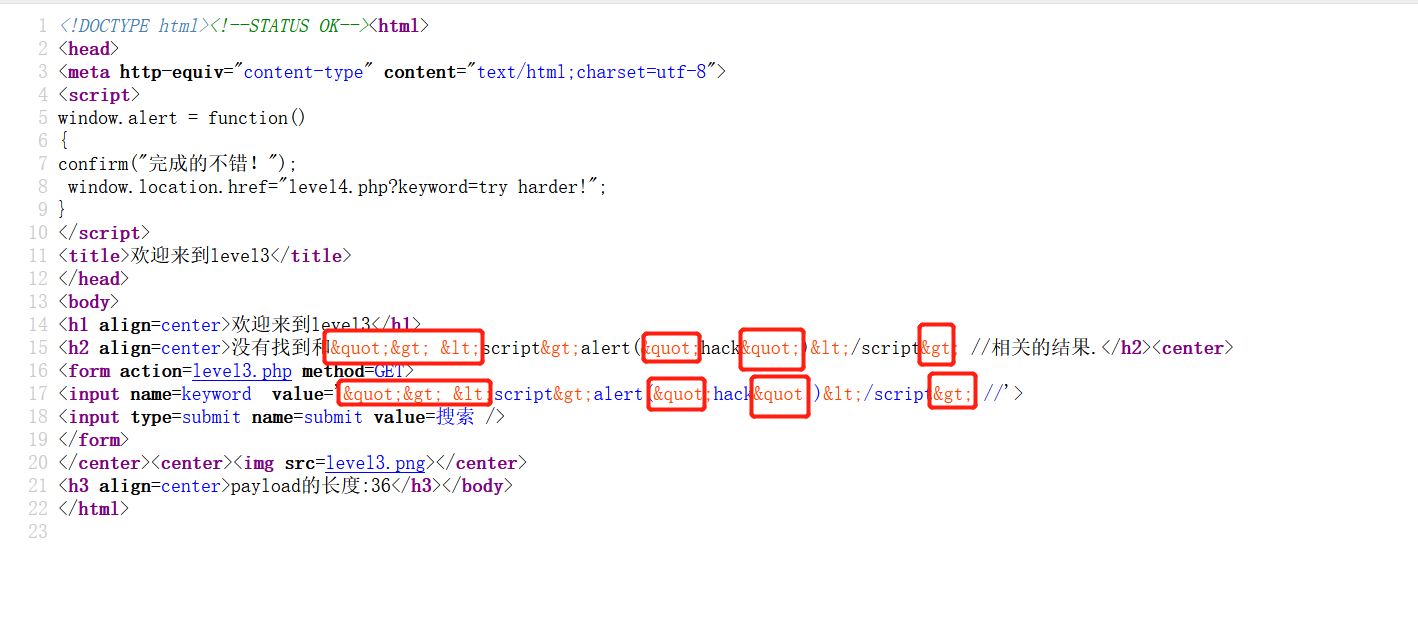 1 <!DOCTYPE html><!--STATUS OK--><html>
2 <head>
3 <meta http-equiv="content-type" content="text/html;charset=utf-8">
4 <script>
5 window.alert = function()
6 {
7 confirm("完成的不错！");
8  window.location.href="level4.php?keyword=try harder!";
9 }
10 </script>
11 <title>欢迎来到level3</title>
12 </head>
13 <body>
14 <h1 align=center>欢迎来到level3</h1>
15 <h2 align=center>没有找到和&quot;&gt; &lt;script&gt;alert(&quot;hack&quot;)&lt;/script&gt; //相关的结果.</h2><center>
16 <form action=level3.php method=GET>
17 <input name=keyword  value='&quot;&gt; &lt;script&gt;alert(&quot;hack&quot;)&lt;/script&gt; //'>
18 <input type=submit name=submit value=搜索 />
19 </form>
20 </center><center><img src=level3.png></center>
21 <h3 align=center>payload的长度:36</h3></body>
22 </html>
23